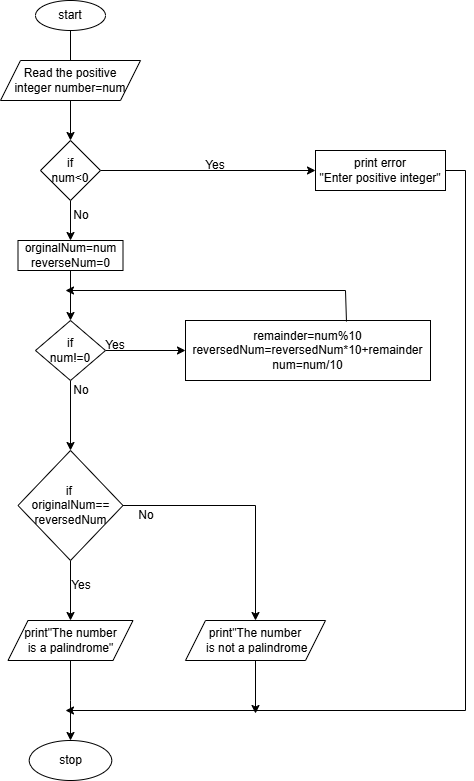 start
Read the positive
integer number=num
if
num<0
Yes
print error
"Enter positive integer"
No
orginalNum=num
reverseNum=0
if
num!=0
Yes
remainder=num%10
reversedNum=reversedNum*10+remainder
num=num/10
No
if
originalNum==
reversedNum
No
Yes
print"The number
is a palindrome"
print"The number
is not a palindrome
stop